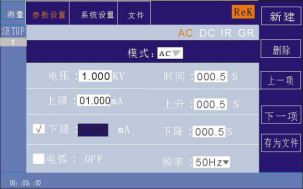 测量 参数设置 系统设置 文件 ReK 新建
SETUP AC DC IR GR
1 模式: AC 删除
电压: 1.000 KV 时间: 000.5 S
上一项
上限: 01.000 mA 上升: 000.5 S
下限: mA 下降: 000.5 S 下一项
电弧: OFF 频率: 50Hz 存为文件